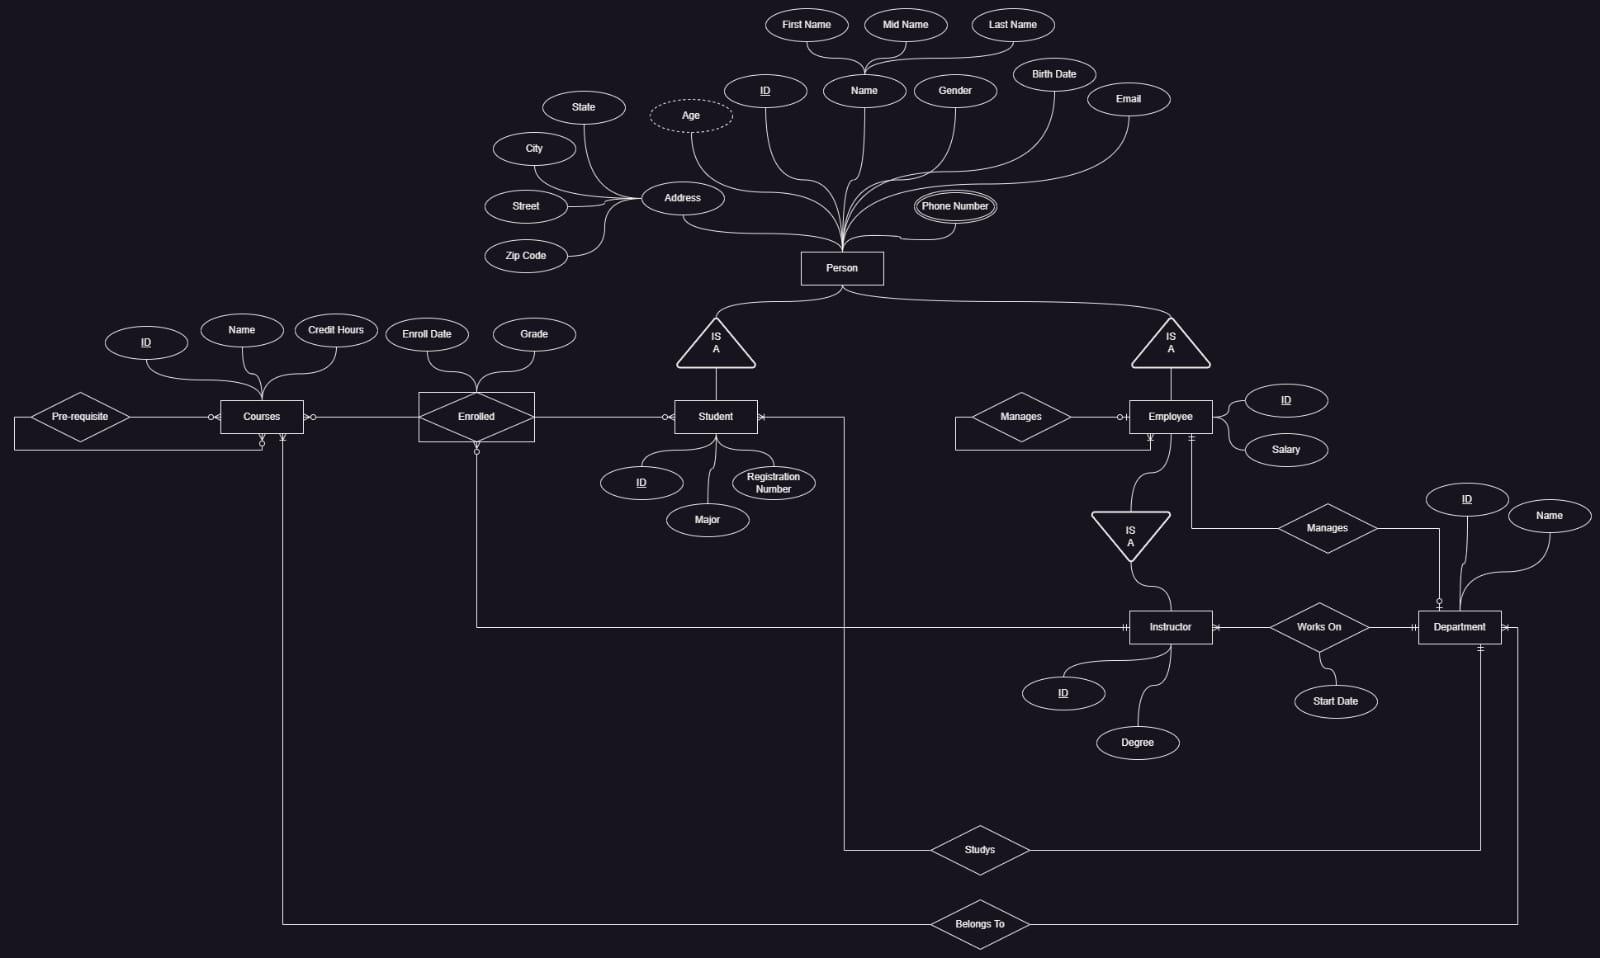 First Name
Mid Name
Last Name
Birth Date
ID
Name
Gender
Email
State
Age
City
Address
Street
Phone Number
Zip Code
Person
ID
Name
Credit Hours
Enroll Date
Grade
IS
A
IS
A
Pre-requisite
Courses
Enrolled
Student
Manages
Employee
ID
Salary
ID
Registration
Number
Major
ID
Name
IS
A
Manages
Instructor
Works On
Department
ID
Start Date
Degree
Studys
Belongs To